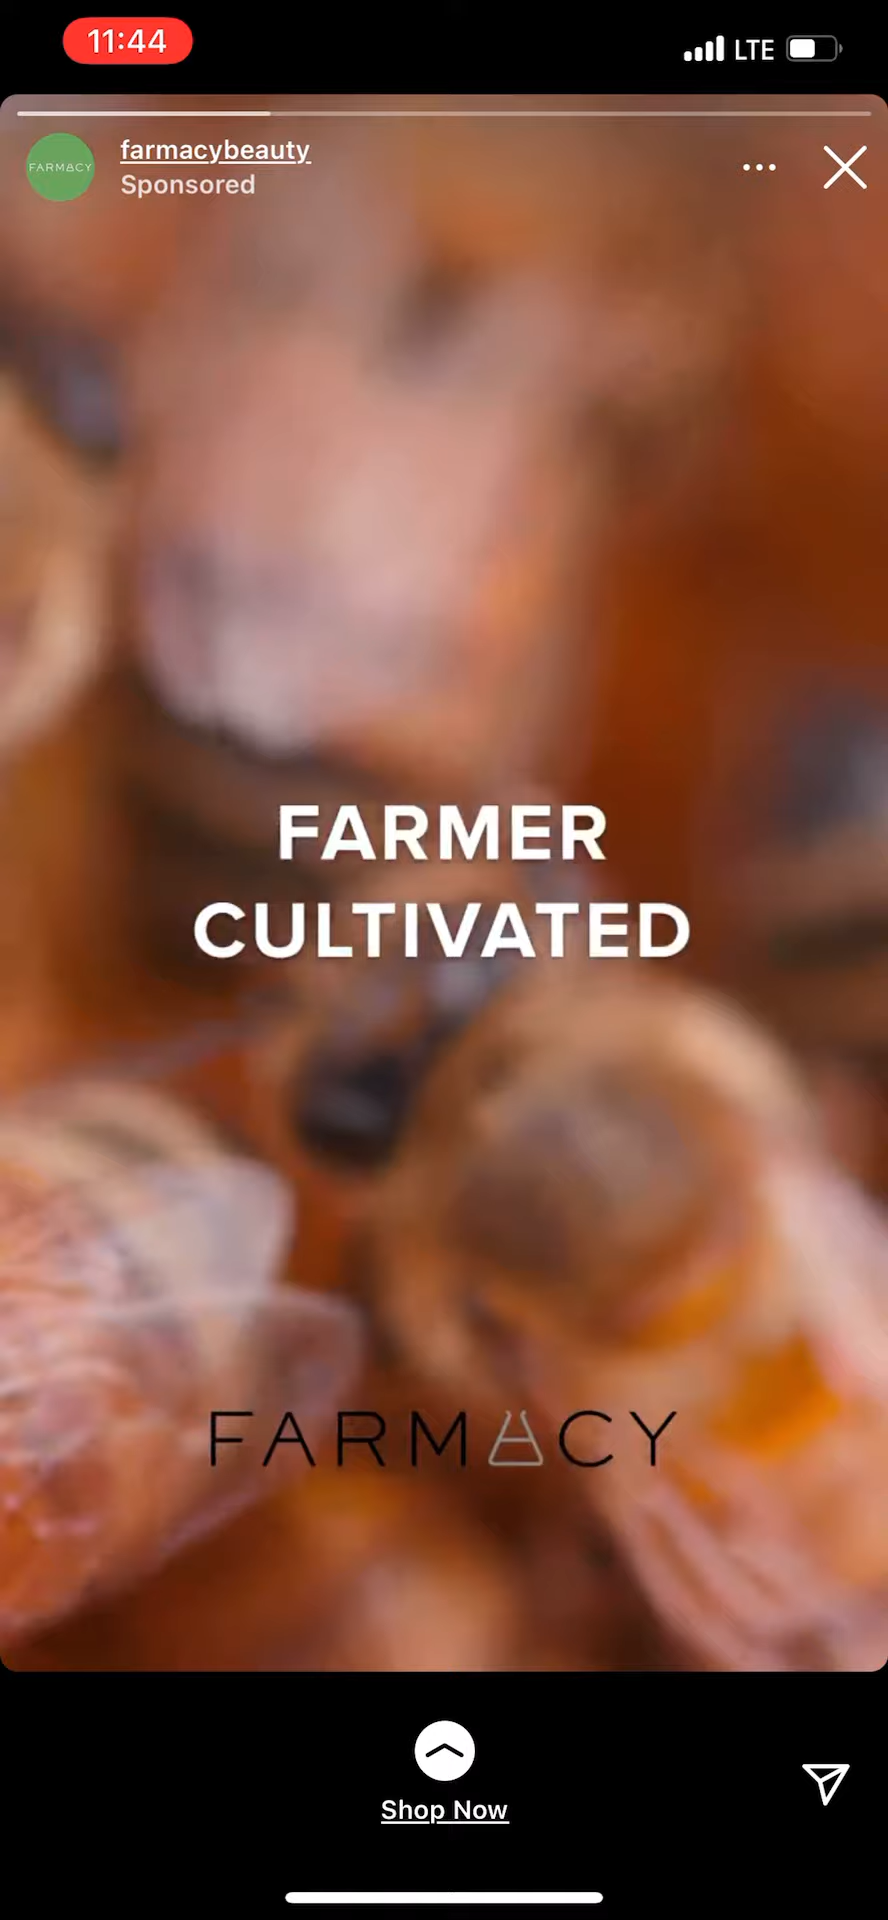 11:44
LTE
FARMACY
farmacybeauty
Sponsored
FARMER
CULTIVATED
FARMACY
Shop Now